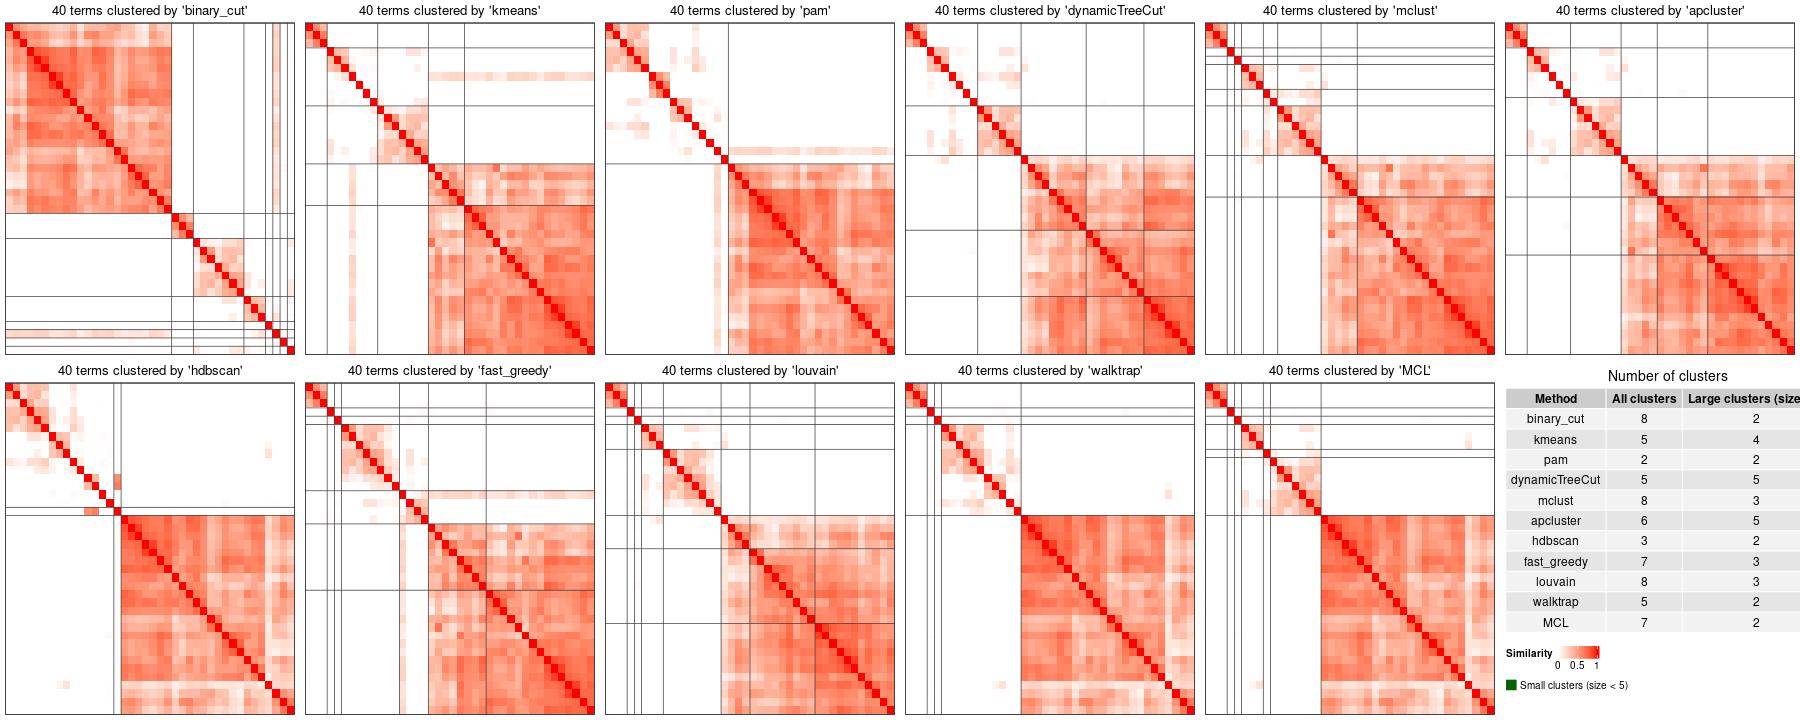 40 terms clustered by 'binary_cut'
40 terms clustered by 'kmeans'
40 terms clustered by 'pam'
40 terms clustered by 'dynamicTreeCut'
40 terms clustered by 'mclust'
40 terms clustered by 'apcluster'
40 terms clustered by 'hdbscan'
40 terms clustered by 'fast_greedy'
40 terms clustered by 'louvain'
40 terms clustered by 'walktrap'
40 terms clustered by 'MCL'
Number of clusters
Method All clusters Large clusters (size
binary_cut 8 2
kmeans 5 4
pam 2 2
dynamicTreeCut 5 5
mclust 8 3
apcluster 6 5
hdbscan 3 2
fast_greedy 7 3
louvain 8 3
walktrap 5 2
MCL 7 2
Similarity
0 0.5 1
Small clusters (size < 5)